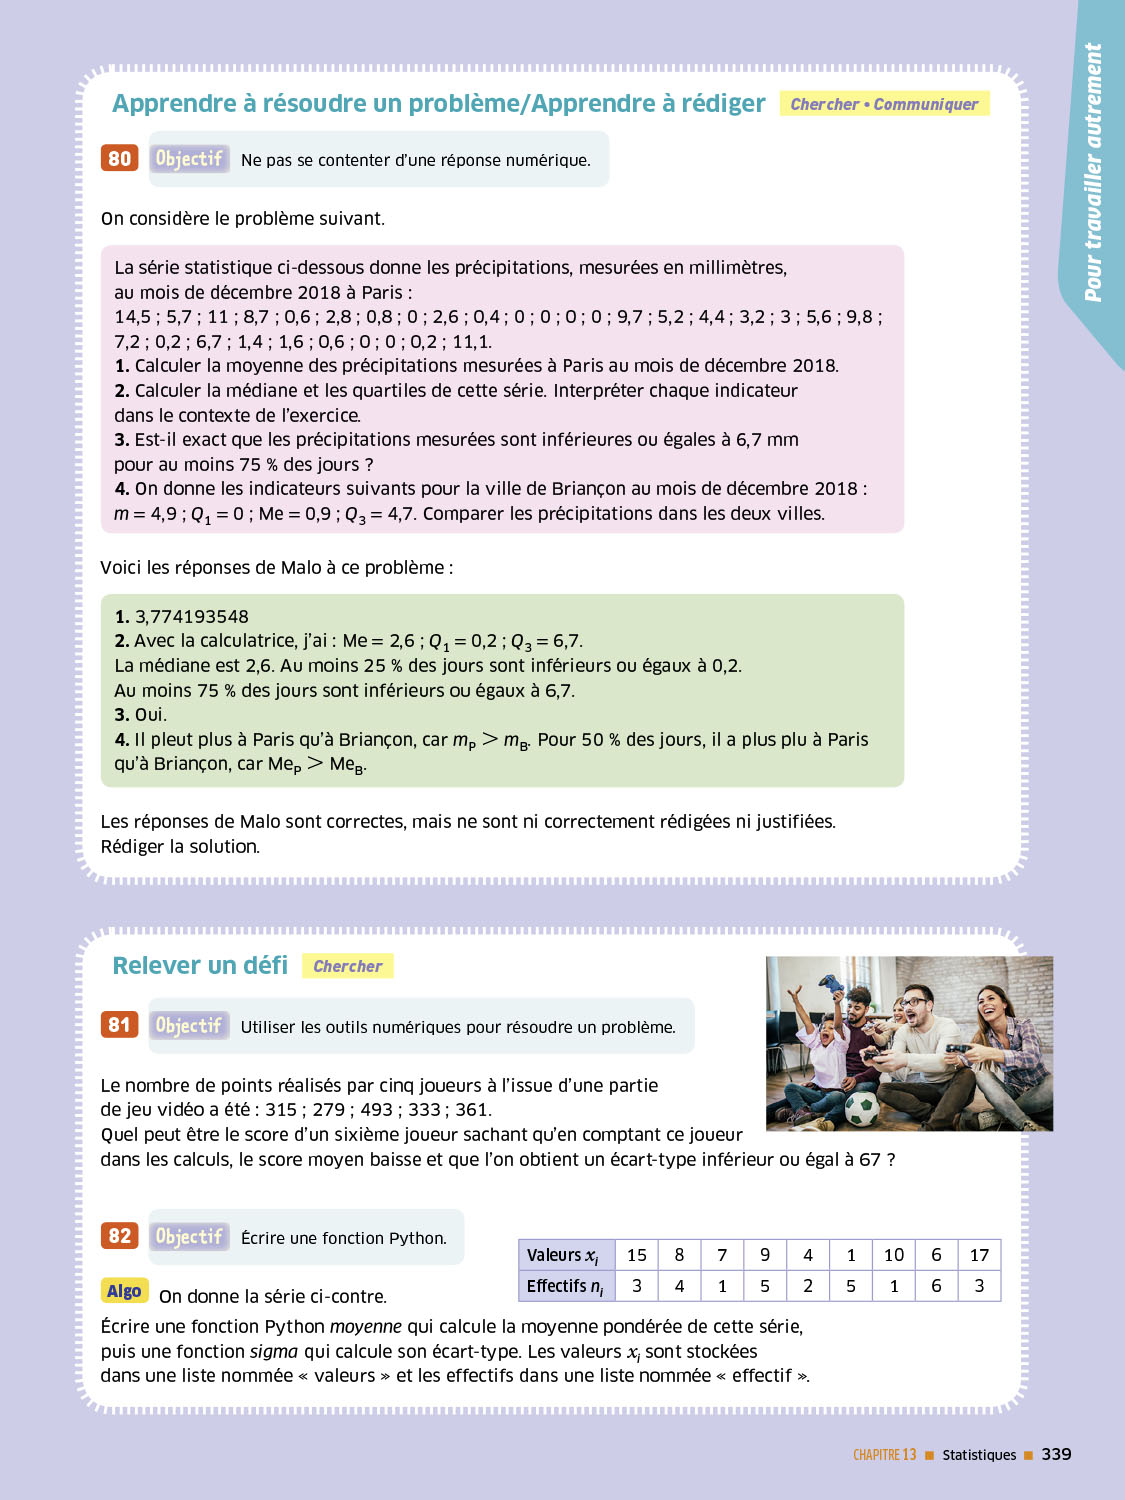 Pour travailler autrement
Apprendre à résoudre un problème/Apprendre à rédiger Chercher • Communiquer
80 Objectif Ne pas se contenter d'une réponse numérique.
On considère le problème suivant.
La série statistique ci-dessous donne les précipitations, mesurées en millimètres,
au mois de décembre 2018 à Paris :
14,5 ; 5,7 ; 11 ; 8,7 ; 0,6 ; 2,8 ; 0,8 ; 0 ; 2,6 ; 0,4 ; 0 ; 0 ; 0 ; 0 ; 9,7 ; 5,2 ; 4,4 ; 3,2 ; 3 ; 5,6 ; 9,8 ;
7,2 ; 0,2 ; 6,7 ; 1,4 ; 1,6 ; 0,6 ; 0 ; 0 ; 0,2 ; 11,1.
1. Calculer la moyenne des précipitations mesurées à Paris au mois de décembre 2018.
2. Calculer la médiane et les quartiles de cette série. Interpréter chaque indicateur
dans le contexte de l'exercice.
3. Est-il exact que les précipitations mesurées sont inférieures ou égales à 6,7 mm
pour au moins 75 % des jours ?
4. On donne les indicateurs suivants pour la ville de Briançon au mois de décembre 2018 :
m = 4,9 ; Q1 = 0 ; Me = 0,9 ; Q3 = 4,7. Comparer les précipitations dans les deux villes.
Voici les réponses de Malo à ce problème :
1. 3,774193548
2. Avec la calculatrice, j'ai : Me = 2,6 ; Q1 = 0,2 ; Q3 = 6,7.
La médiane est 2,6. Au moins 25 % des jours sont inférieurs ou égaux à 0,2.
Au moins 75 % des jours sont inférieurs ou égaux à 6,7.
3. Oui.
4. Il pleut plus à Paris qu'à Briançon, car mP > mB. Pour 50 % des jours, il a plus plu à Paris
qu'à Briançon, car MeP > MeB.
Les réponses de Malo sont correctes, mais ne sont ni correctement rédigées ni justifiées.
Rédiger la solution.
Relever un défi Chercher
81 Objectif Utiliser les outils numériques pour résoudre un problème.
Le nombre de points réalisés par cinq joueurs à l'issue d'une partie
de jeu vidéo a été : 315 ; 279 ; 493 ; 333 ; 361.
Quel peut être le score d'un sixième joueur sachant qu'en comptant ce joueur
dans les calculs, le score moyen baisse et que l'on obtient un écart-type inférieur ou égal à 67 ?
82 Objectif Écrire une fonction Python.
Valeurs xi 15 8 7 9 4 1 10 6 17
Effectifs ni 3 4 1 5 2 5 1 6 3
Algo On donne la série ci-contre.
Écrire une fonction Python moyenne qui calcule la moyenne pondérée de cette série,
puis une fonction sigma qui calcule son écart-type. Les valeurs xi sont stockées
dans une liste nommée « valeurs » et les effectifs dans une liste nommée « effectif ».
CHAPITRE 13 ■ Statistiques ■ 339